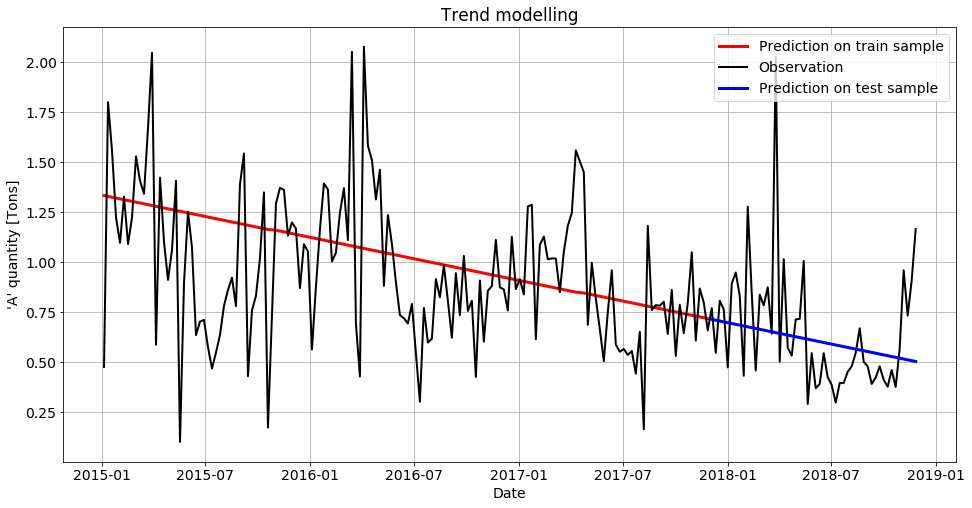 Trend modelling
Prediction on train sample
Observation
Prediction on test sample
'A' quantity [Tons]
2.00
1.75
1.50
1.25
1.00
0.75
0.50
0.25
2015-01
2015-07
2016-01
2016-07
2017-01
2017-07
2018-01
2018-07
2019-01
Date